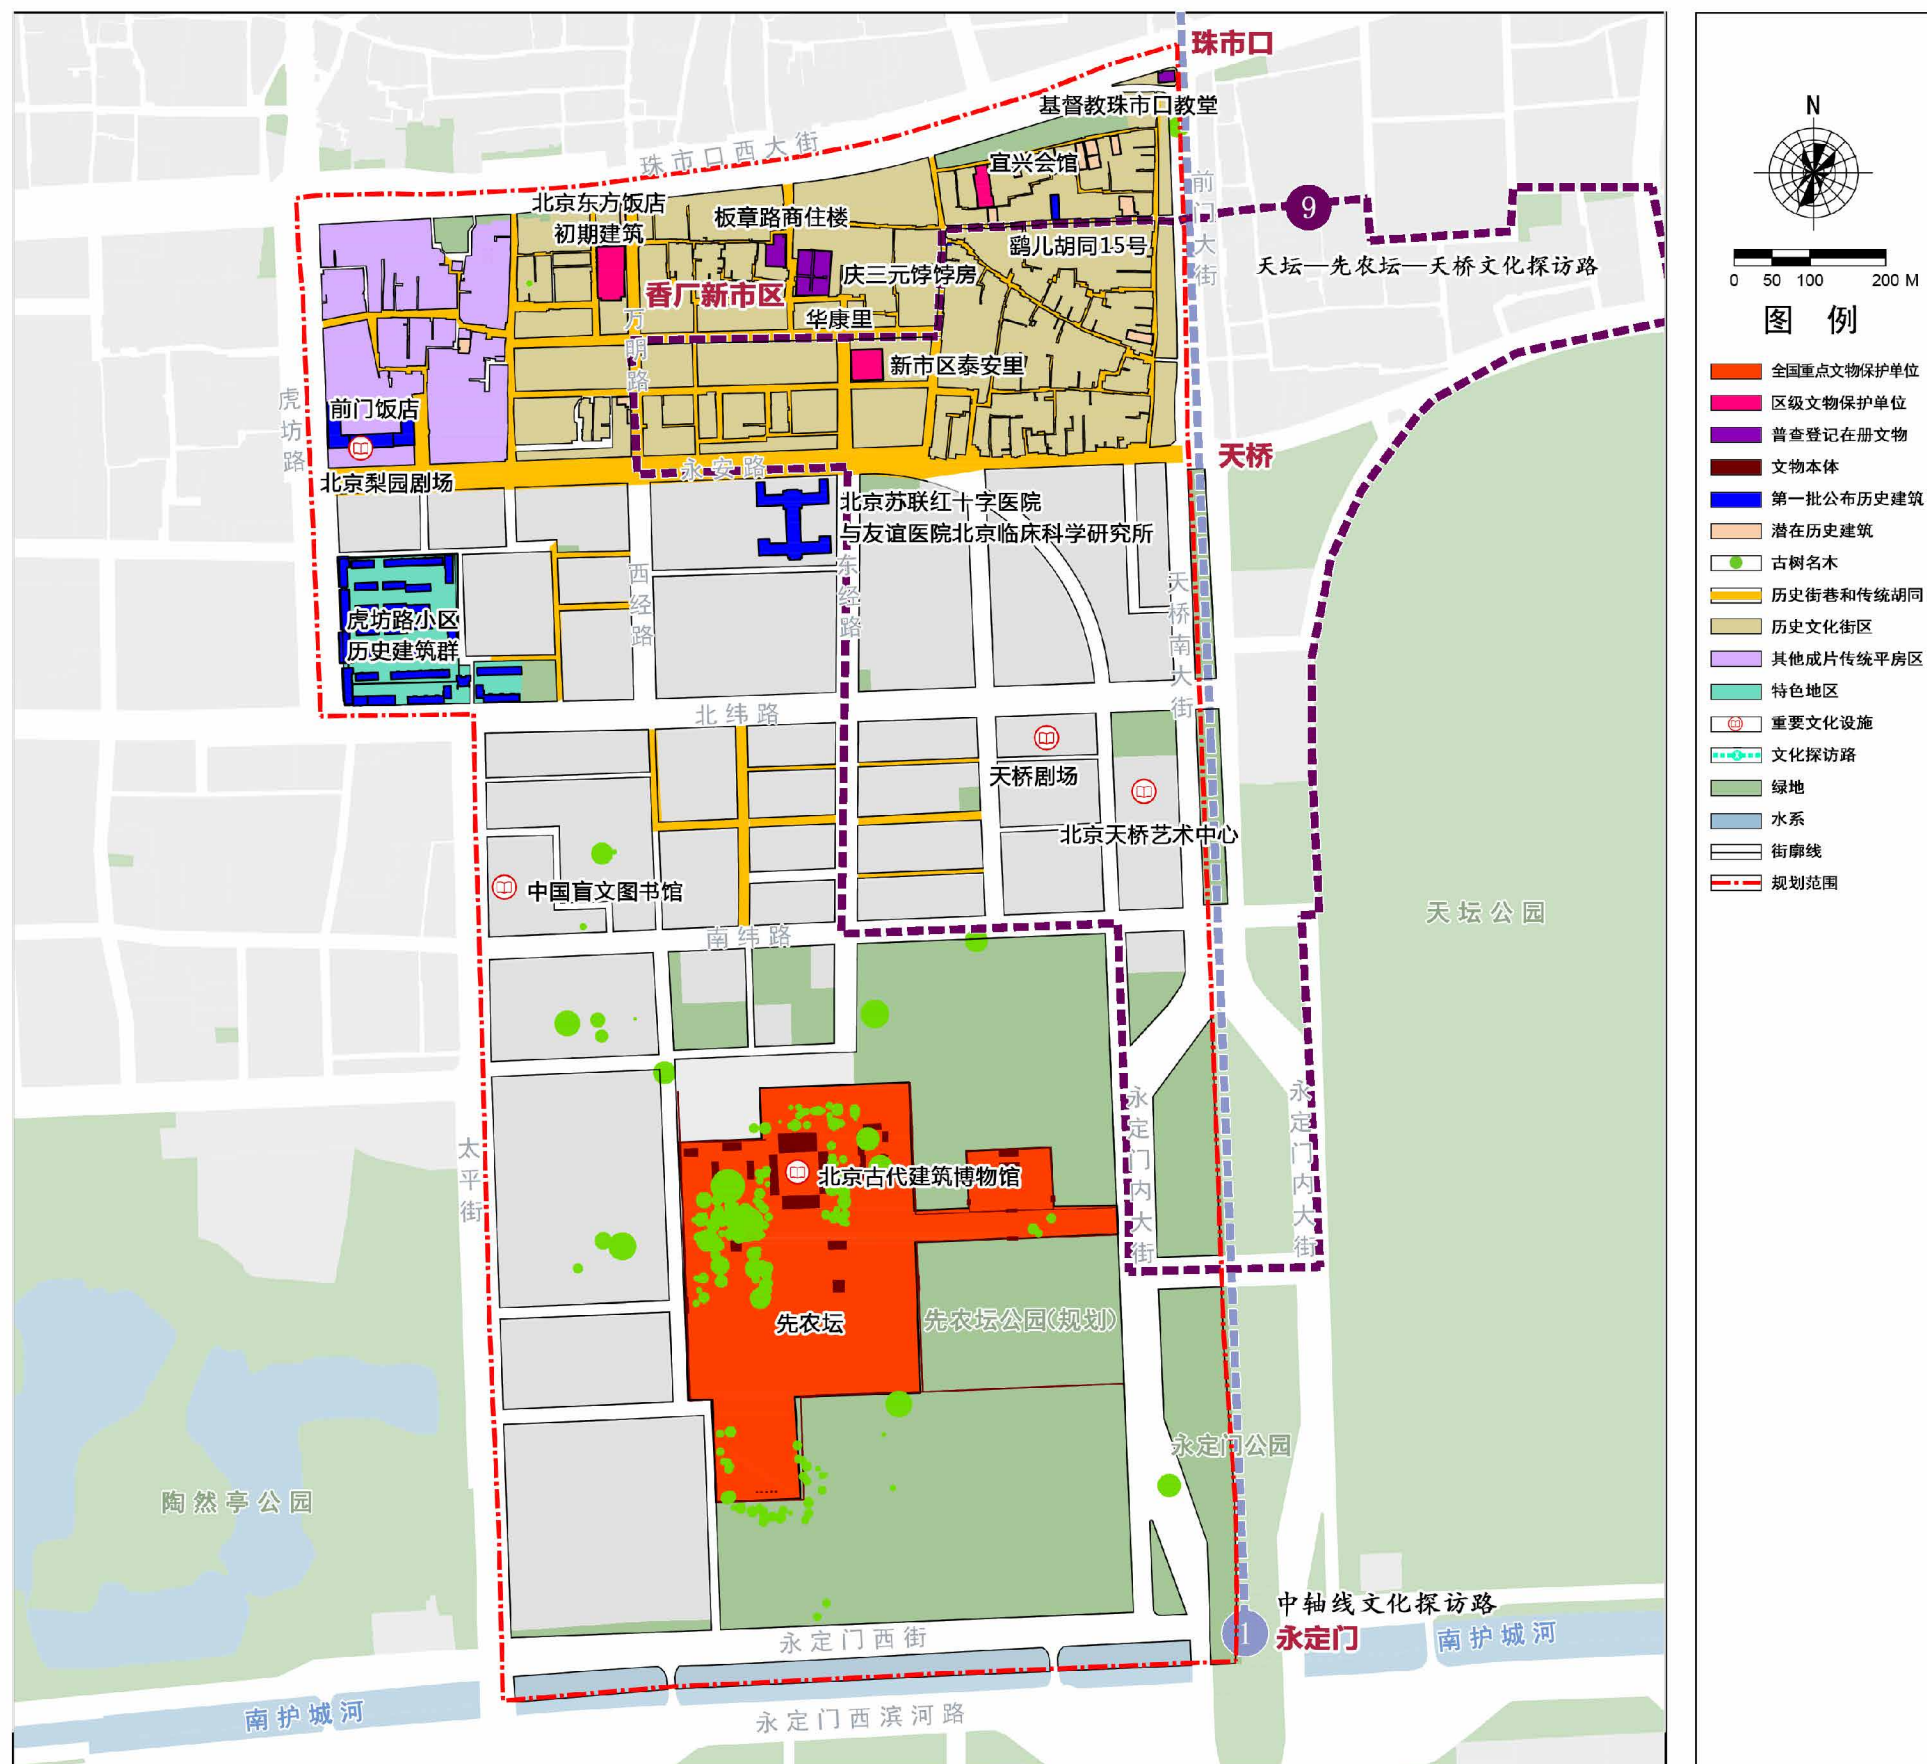 珠市口
基督教珠市口教堂
珠市口西大街
宜兴会馆
前门大街
北京东方饭店
初期建筑
板章路商住楼
9
鹞儿胡同15号
天坛—先农坛—天桥文化探访路
庆三元饽饽房
香厂新市区
华康里
万明路
新市区泰安里
虎坊路
前门饭店
天桥
永安路
北京梨园剧场
北京苏联红十字医院
与友谊医院北京临床科学研究所
西经路
东经路
天桥南大街
虎坊路小区
历史建筑群
北纬路
天桥剧场
北京天桥艺术中心
中国盲文图书馆
天坛公园
南纬路
永定门内大街
永定门内大街
太平街
北京古代建筑博物馆
先农坛
先农坛公园(规划)
永定门公园
陶然亭公园
中轴线文化探访路
1
永定门
永定门西街
南护城河
南护城河
永定门西滨河路
N
0 50 100 200 M
图 例
全国重点文物保护单位
区级文物保护单位
普查登记在册文物
文物本体
第一批公布历史建筑
潜在历史建筑
古树名木
历史街巷和传统胡同
历史文化街区
其他成片传统平房区
特色地区
重要文化设施
文化探访路
绿地
水系
街廓线
规划范围